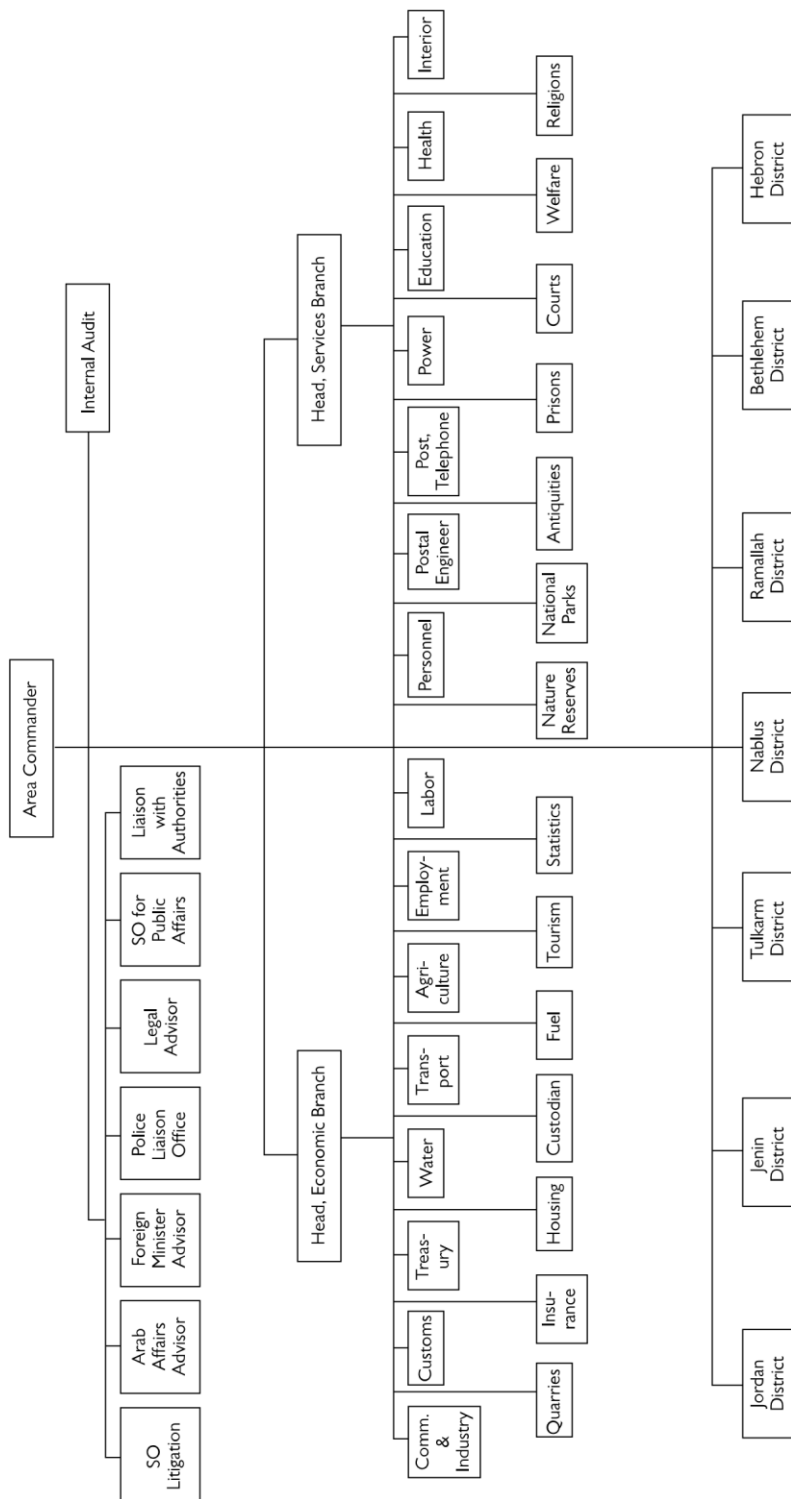 Area Commander
Internal Audit
SO
Litigation
Arab
Affairs
Advisor
Foreign
Minister
Advisor
Police
Liaison
Office
Legal
Advisor
SO for
Public
Affairs
Liaison
with
Authorities
Head, Economic Branch
Head, Services Branch
Comm.
&
Industry
Customs
Treas-
ury
Water
Trans-
port
Agri-
culture
Employ-
ment
Labor
Personnel
Postal
Engineer
Post,
Telephone
Power
Education
Health
Interior
Quarries
Insu-
rance
Housing
Custodian
Fuel
Tourism
Statistics
Nature
Reserves
National
Parks
Antiquities
Prisons
Courts
Welfare
Religions
Jordan
District
Jenin
District
Tulkarm
District
Nablus
District
Ramallah
District
Bethlehem
District
Hebron
District